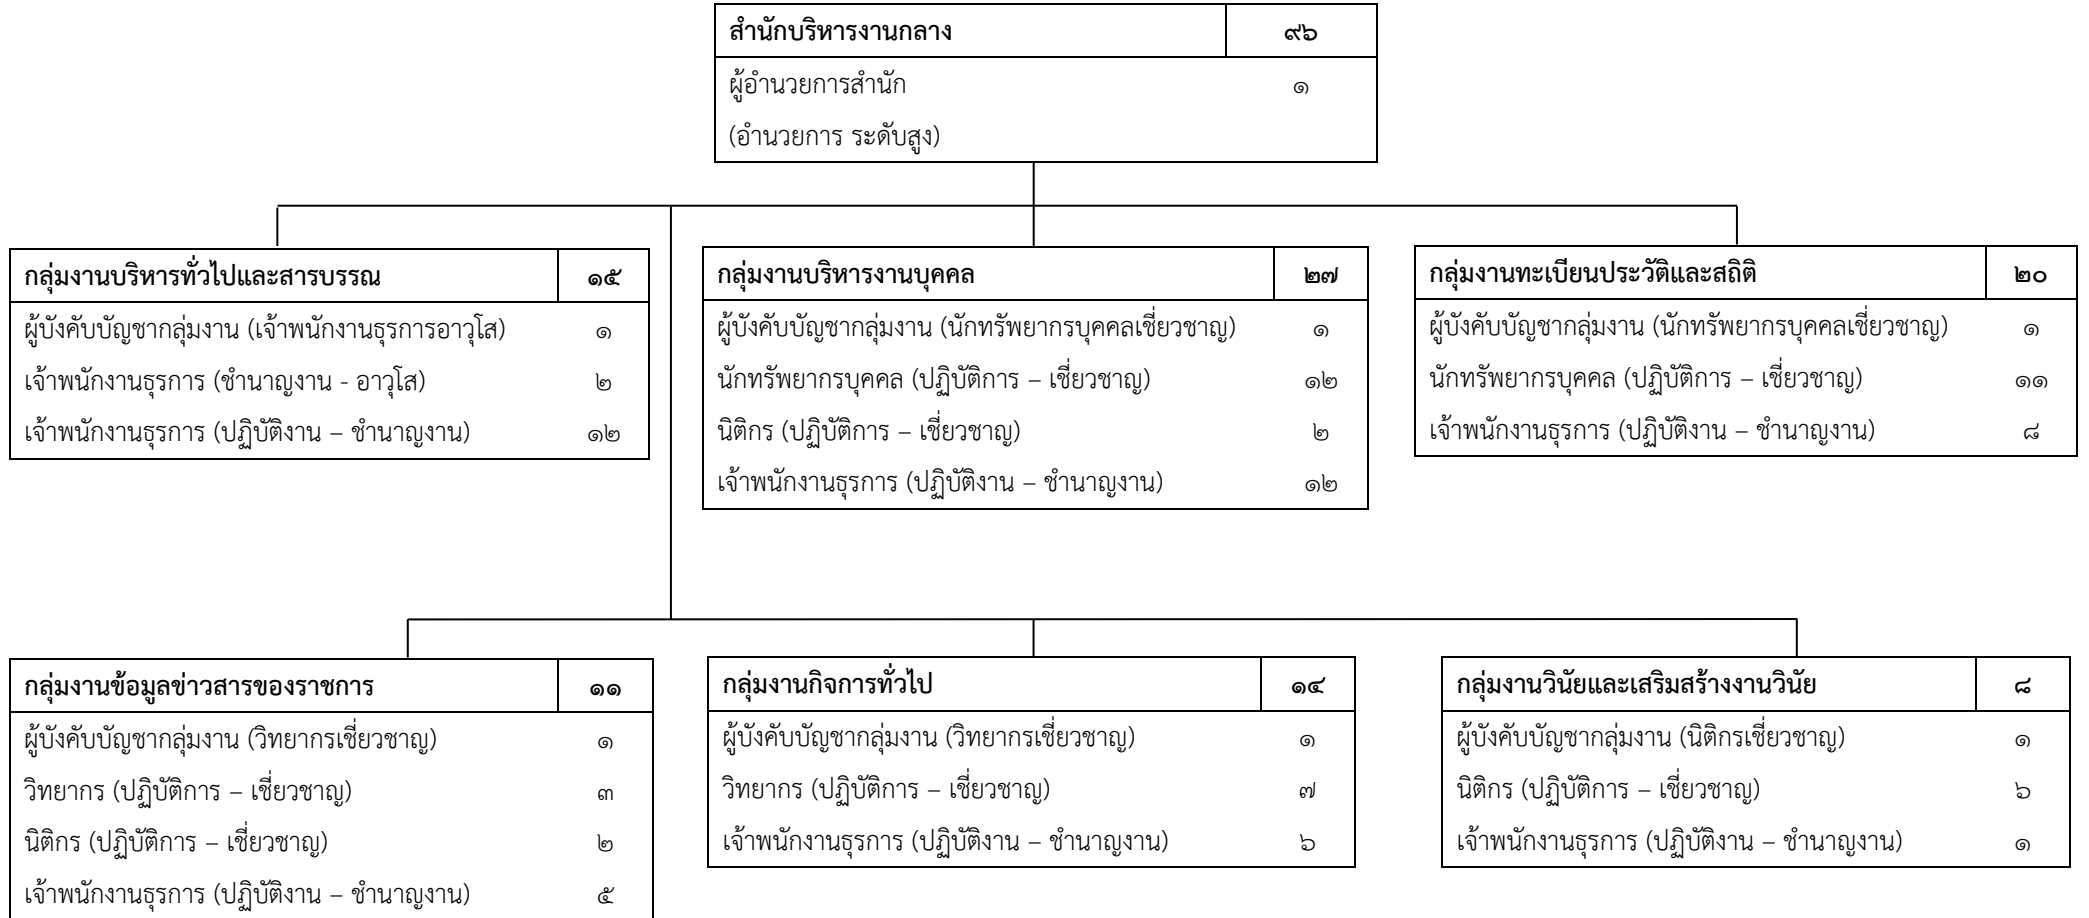 สำนักบริหารงานกลาง ๙๖
ผู้อำนวยการสำนัก ๑
(อำนวยการ ระดับสูง)
กลุ่มงานบริหารทั่วไปและสารบรรณ ๑๕
ผู้บังคับบัญชากลุ่มงาน (เจ้าพนักงานธุรการอาวุโส) ๑
เจ้าพนักงานธุรการ (ชำนาญงาน - อาวุโส) ๒
เจ้าพนักงานธุรการ (ปฏิบัติงาน – ชำนาญงาน) ๑๒
กลุ่มงานบริหารงานบุคคล ๒๗
ผู้บังคับบัญชากลุ่มงาน (นักทรัพยากรบุคคลเชี่ยวชาญ) ๑
นักทรัพยากรบุคคล (ปฏิบัติการ – เชี่ยวชาญ) ๑๒
นิติกร (ปฏิบัติการ – เชี่ยวชาญ) ๒
เจ้าพนักงานธุรการ (ปฏิบัติงาน – ชำนาญงาน) ๑๒
กลุ่มงานทะเบียนประวัติและสถิติ ๒๐
ผู้บังคับบัญชากลุ่มงาน (นักทรัพยากรบุคคลเชี่ยวชาญ) ๑
นักทรัพยากรบุคคล (ปฏิบัติการ – เชี่ยวชาญ) ๑๑
เจ้าพนักงานธุรการ (ปฏิบัติงาน – ชำนาญงาน) ๘
กลุ่มงานข้อมูลข่าวสารของราชการ ๑๑
ผู้บังคับบัญชากลุ่มงาน (วิทยากรเชี่ยวชาญ) ๑
วิทยากร (ปฏิบัติการ – เชี่ยวชาญ) ๓
นิติกร (ปฏิบัติการ – เชี่ยวชาญ) ๒
เจ้าพนักงานธุรการ (ปฏิบัติงาน – ชำนาญงาน) ๕
กลุ่มงานกิจการทั่วไป ๑๔
ผู้บังคับบัญชากลุ่มงาน (วิทยากรเชี่ยวชาญ) ๑
วิทยากร (ปฏิบัติการ – เชี่ยวชาญ) ๗
เจ้าพนักงานธุรการ (ปฏิบัติงาน – ชำนาญงาน) ๖
กลุ่มงานวินัยและเสริมสร้างงานวินัย ๘
ผู้บังคับบัญชากลุ่มงาน (นิติกรเชี่ยวชาญ) ๑
นิติกร (ปฏิบัติการ – เชี่ยวชาญ) ๖
เจ้าพนักงานธุรการ (ปฏิบัติงาน – ชำนาญงาน) ๑